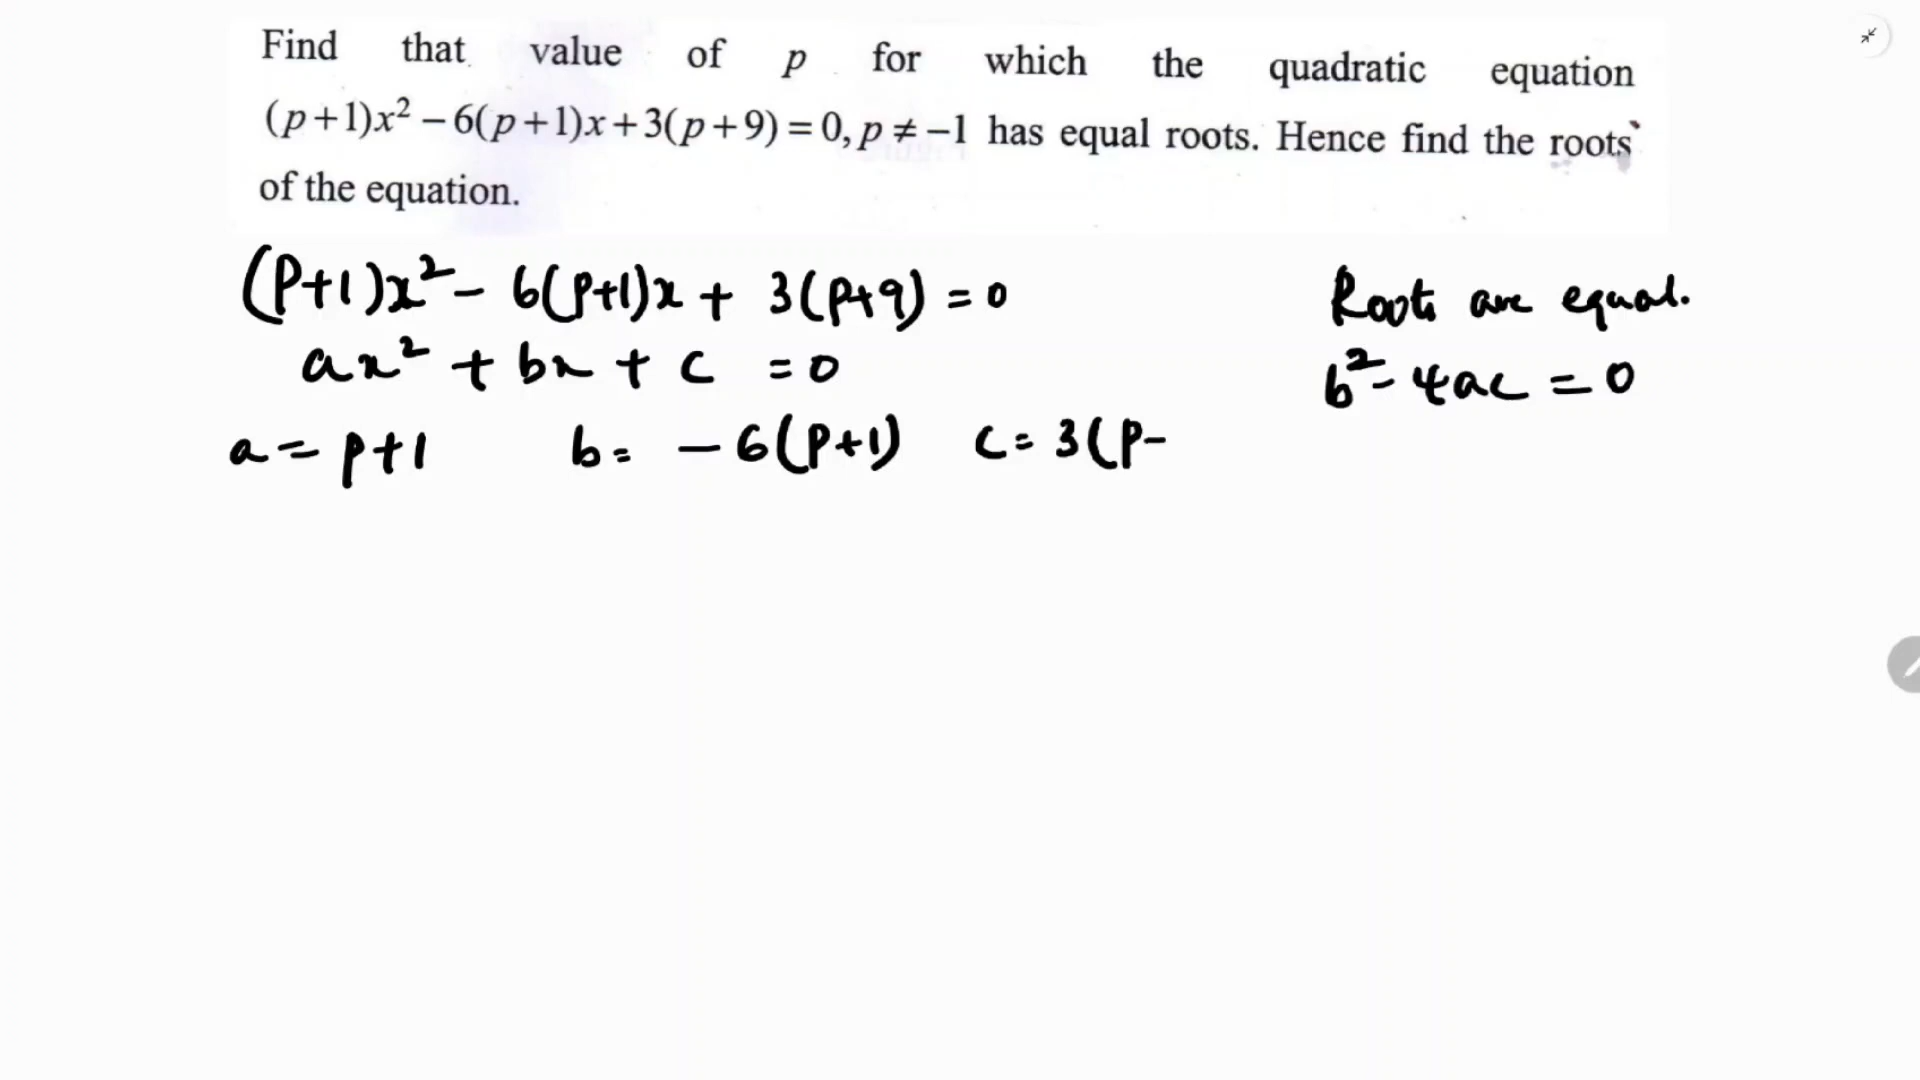 Find that value of p for which the quadratic equation
(p+1)x² – 6(p+1)x+3(p+9) = 0, p ≠ –1 has equal roots. Hence find the roots
of the equation.
(P+1)x² - 6(p+1)x + 3(p+9) = 0
Roots are equal.
ax² + bx + c = 0
b² - 4ac = 0
a = p+1 b = - 6(p+1) c = 3(p-